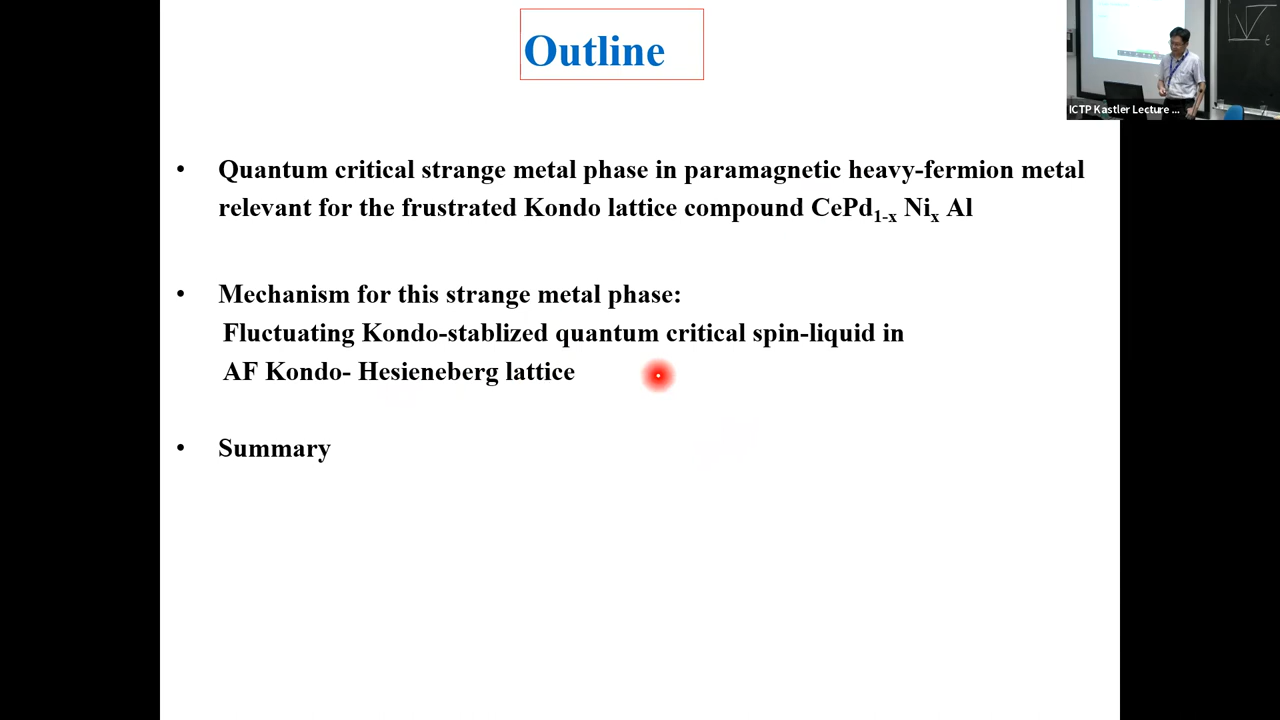 Outline
ICTP Kastler Lecture ...
• Quantum critical strange metal phase in paramagnetic heavy-fermion metal
relevant for the frustrated Kondo lattice compound CePd1-x Nix Al
• Mechanism for this strange metal phase:
Fluctuating Kondo-stablized quantum critical spin-liquid in
AF Kondo- Hesieneberg lattice
• Summary